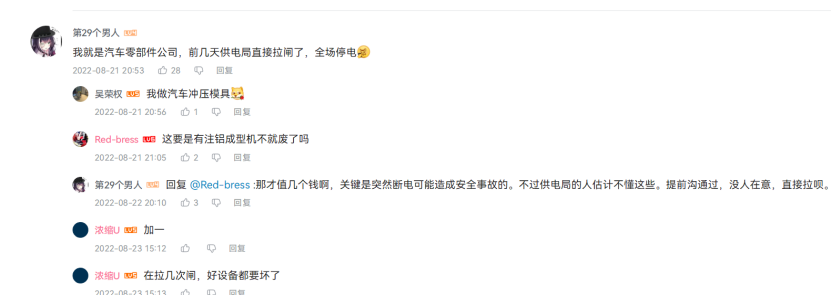 第29个男人
我就是汽车零部件公司，前几天供电局直接拉闸了，全场停电
2022-08-21 20:53 28 回复
吴荣权 LV5 我做汽车冲压模具
2022-08-21 20:56 1 回复
Red-bress LV6 这要是有注铝成型机不就废了吗
2022-08-21 21:05 2 回复
第29个男人 回复 @Red-bress :那才值几个钱啊，关键是突然断电可能造成安全事故的。不过供电局的人估计不懂这些。提前沟通过，没人在意，直接拉呗。
2022-08-22 20:10 3 回复
浓缩U LV5 加一
2022-08-23 15:12 回复
浓缩U LV5 在拉几次闸，好设备都要坏了
2022-08-23 15:13 回复